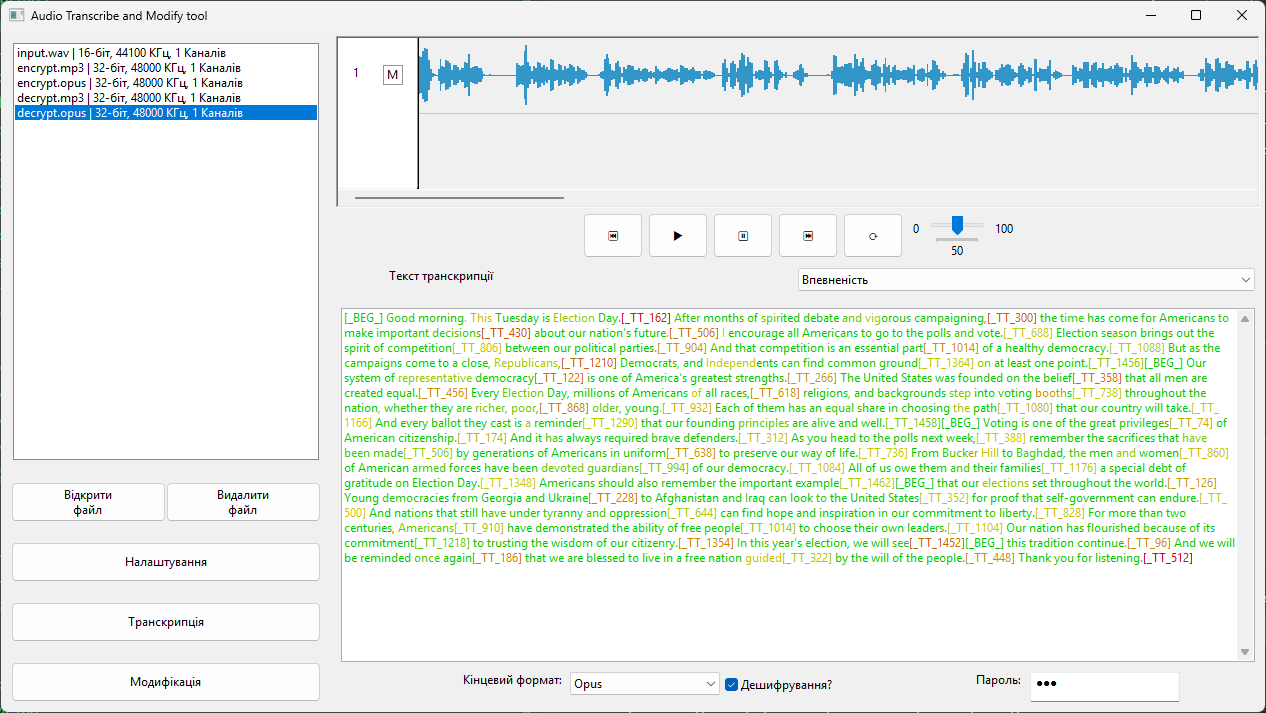 Audio Transcribe and Modify tool
input.wav | 16-біт, 44100 КГц, 1 Каналів
encrypt.mp3 | 32-біт, 48000 КГц, 1 Каналів
encrypt.opus | 32-біт, 48000 КГц, 1 Каналів
decrypt.mp3 | 32-біт, 48000 КГц, 1 Каналів
decrypt.opus | 32-біт, 48000 КГц, 1 Каналів
1
M
0
100
50
Текст транскрипції
Впевненість
[_BEG_] Good morning. This Tuesday is Election Day.[_TT_162] After months of spirited debate and vigorous campaigning,[_TT_300] the time has come for Americans to
make important decisions[_TT_430] about our nation's future.[_TT_506] I encourage all Americans to go to the polls and vote.[_TT_688] Election season brings out the
spirit of competition[_TT_806] between our political parties.[_TT_904] And that competition is an essential part[_TT_1014] of a healthy democracy.[_TT_1088] But as the
campaigns come to a close, Republicans,[_TT_1210] Democrats, and Independents can find common ground[_TT_1364] on at least one point.[_TT_1456][_BEG_] Our
system of representative democracy[_TT_122] is one of America's greatest strengths.[_TT_266] The United States was founded on the belief[_TT_358] that all men are
created equal.[_TT_456] Every Election Day, millions of Americans of all races,[_TT_618] religions, and backgrounds step into voting booths[_TT_738] throughout the
nation, whether they are richer, poor,[_TT_868] older, young.[_TT_932] Each of them has an equal share in choosing the path[_TT_1080] that our country will take.[_TT_
1166] And every ballot they cast is a reminder[_TT_1290] that our founding principles are alive and well.[_TT_1458][_BEG_] Voting is one of the great privileges[_TT_74] of
American citizenship.[_TT_174] And it has always required brave defenders.[_TT_312] As you head to the polls next week,[_TT_388] remember the sacrifices that have
been made[_TT_506] by generations of Americans in uniform[_TT_638] to preserve our way of life.[_TT_736] From Bucker Hill to Baghdad, the men and women[_TT_860]
of American armed forces have been devoted guardians[_TT_994] of our democracy.[_TT_1084] All of us owe them and their families[_TT_1176] a special debt of
gratitude on Election Day.[_TT_1348] Americans should also remember the important example[_TT_1462][_BEG_] that our elections set throughout the world.[_TT_126]
Young democracies from Georgia and Ukraine[_TT_228] to Afghanistan and Iraq can look to the United States[_TT_352] for proof that self-government can endure.[_TT_
500] And nations that still have under tyranny and oppression[_TT_644] can find hope and inspiration in our commitment to liberty.[_TT_828] For more than two
centuries, Americans[_TT_910] have demonstrated the ability of free people[_TT_1014] to choose their own leaders.[_TT_1104] Our nation has flourished because of its
commitment[_TT_1218] to trusting the wisdom of our citizenry.[_TT_1354] In this year's election, we will see[_TT_1452][_BEG_] this tradition continue.[_TT_96] And we will
be reminded once again[_TT_186] that we are blessed to live in a free nation guided[_TT_322] by the will of the people.[_TT_448] Thank you for listening.[_TT_512]
Відкрити
файл
Видалити
файл
Налаштування
Транскрипція
Модифікація
Кінцевий формат:
Opus
Дешифрування?
Пароль: